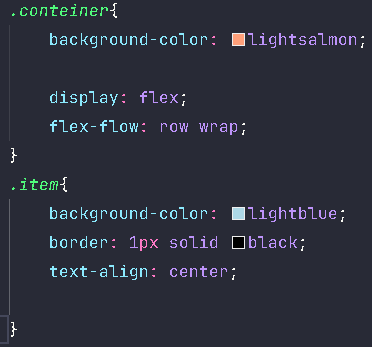 .conteiner{
background-color: lightsalmon;
display: flex;
flex-flow: row wrap;
}
.item{
background-color: lightblue;
border: 1px solid black;
text-align: center;
}